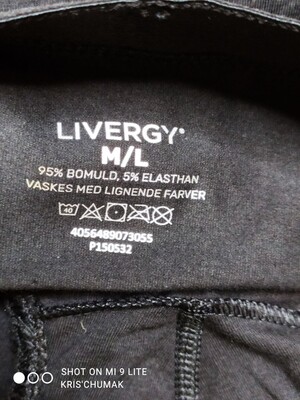 LIVERGY®
M/L
95% BOMULD, 5% ELASTHAN
VASKES MED LIGNENDE FARVER
40
4056489073055
P150532
SHOT ON MI 9 LITE
KRIS'CHUMAK